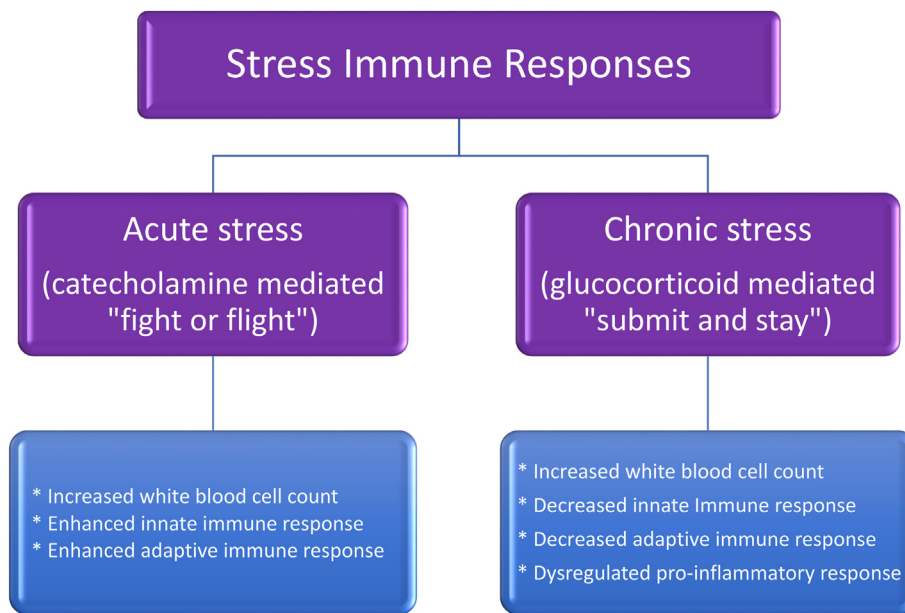 Stress Immune Responses
Acute stress
(catecholamine mediated
"fight or flight")
Chronic stress
(glucocorticoid mediated
"submit and stay")
* Increased white blood cell count
* Enhanced innate immune response
* Enhanced adaptive immune response
* Increased white blood cell count
* Decreased innate Immune response
* Decreased adaptive immune response
* Dysregulated pro-inflammatory response